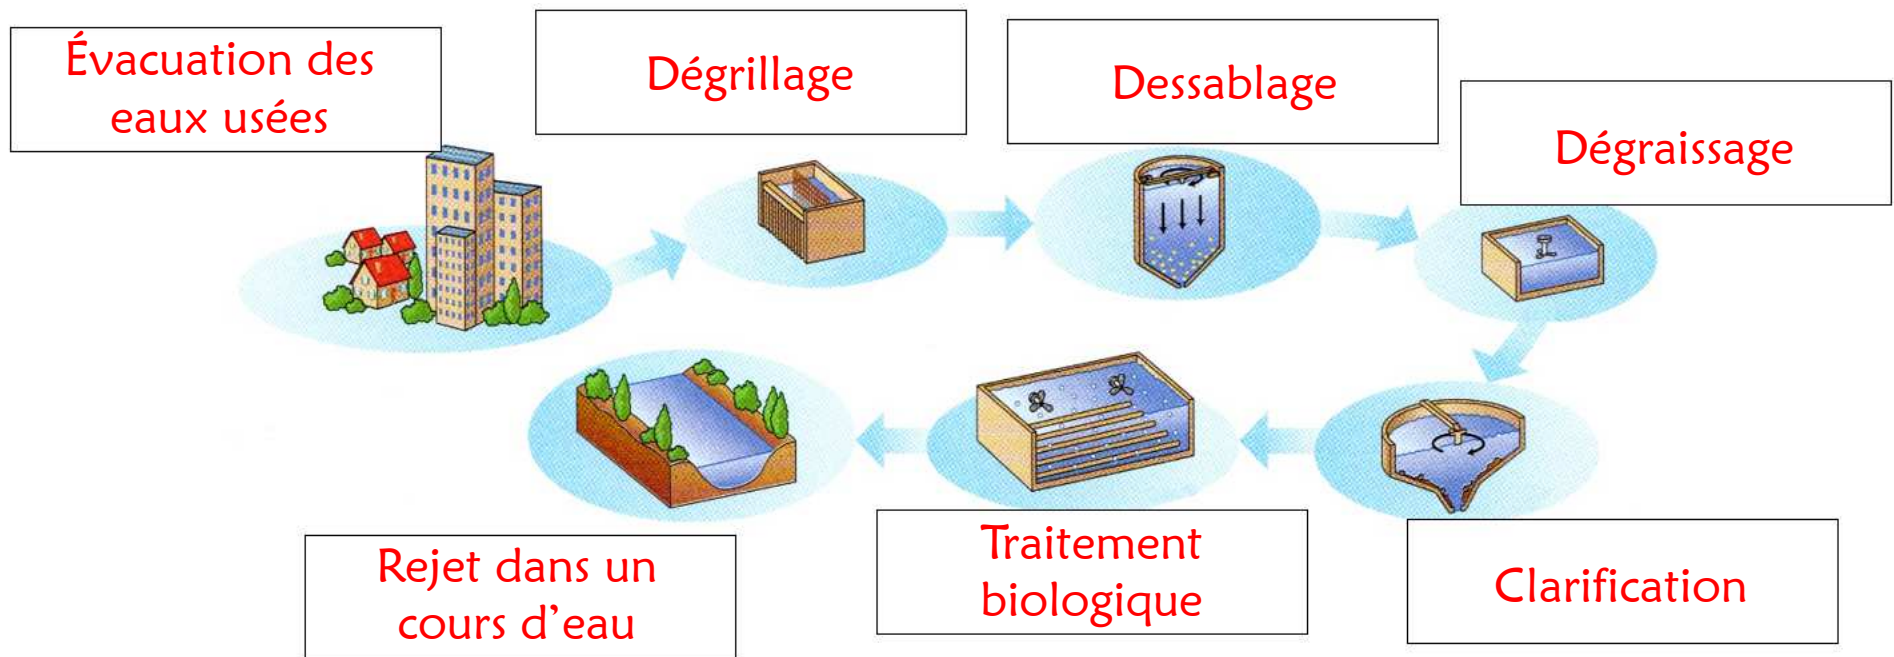 Évacuation des
eaux usées
Dégrillage
Dessablage
Dégraissage
Clarification
Traitement
biologique
Rejet dans un
cours d’eau